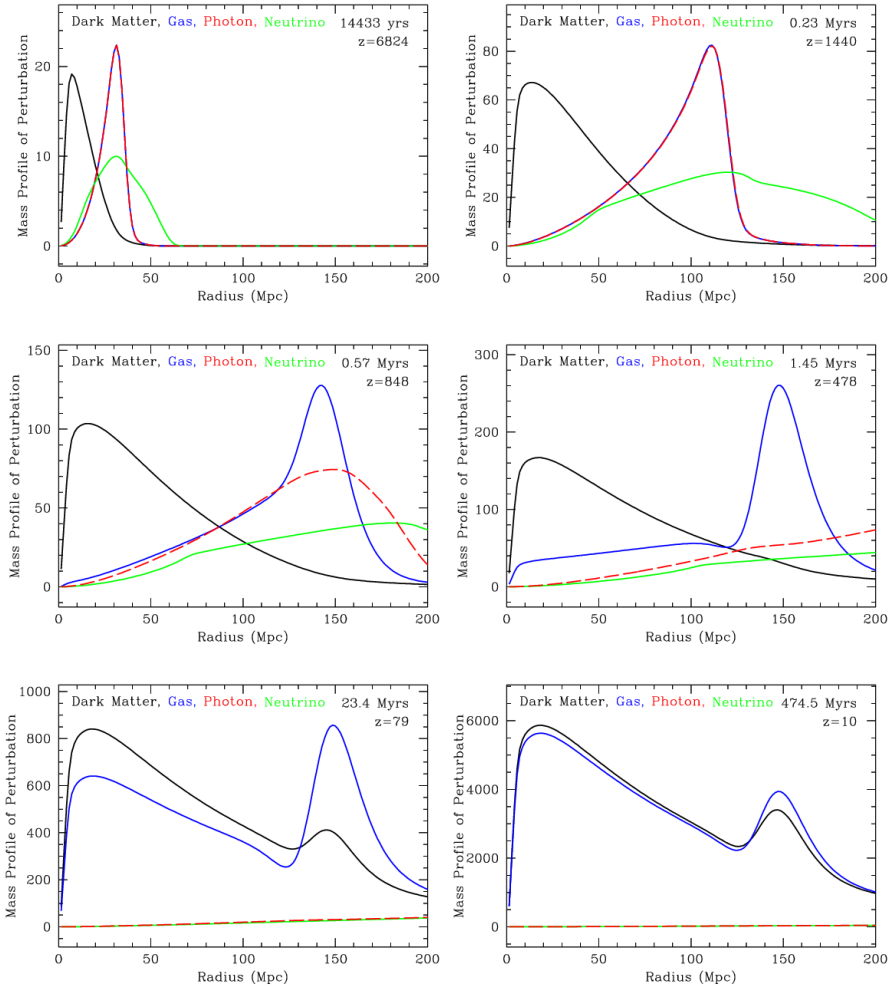 Dark Matter, Gas, Photon, Neutrino 14433 yrs
z=6824
20
10
0
Mass Profile of Perturbation
0 50 100 150 200
Radius (Mpc)
Dark Matter, Gas, Photon, Neutrino 0.23 Myrs
z=1440
80
60
40
20
0
Mass Profile of Perturbation
0 50 100 150 200
Radius (Mpc)
150
Dark Matter, Gas, Photon, Neutrino 0.57 Myrs
z=848
100
50
0
Mass Profile of Perturbation
0 50 100 150 200
Radius (Mpc)
300
Dark Matter, Gas, Photon, Neutrino 1.45 Myrs
z=478
200
100
0
Mass Profile of Perturbation
0 50 100 150 200
Radius (Mpc)
1000
Dark Matter, Gas, Photon, Neutrino 23.4 Myrs
z=79
800
600
400
200
0
Mass Profile of Perturbation
0 50 100 150 200
Radius (Mpc)
Dark Matter, Gas, Photon, Neutrino 474.5 Myrs
z=10
6000
4000
2000
0
Mass Profile of Perturbation
0 50 100 150 200
Radius (Mpc)